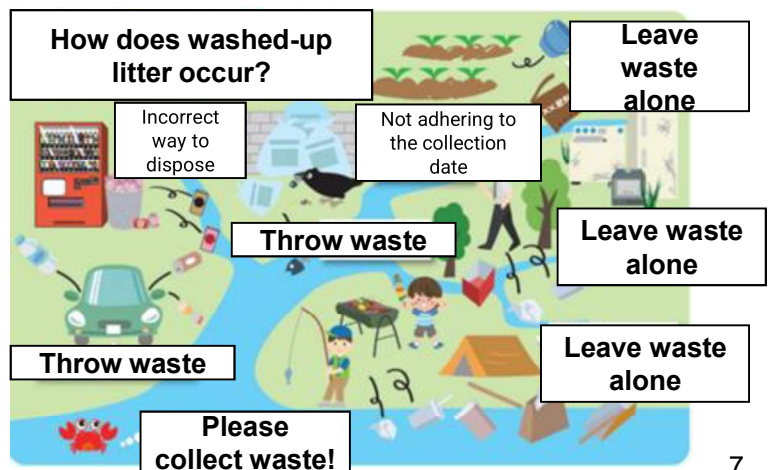 How does washed-up
litter occur?
Leave
waste
alone
Incorrect
way to
dispose
Not adhering to
the collection
date
Throw waste
Leave waste
alone
Throw waste
Leave waste
alone
Please
collect waste!
7